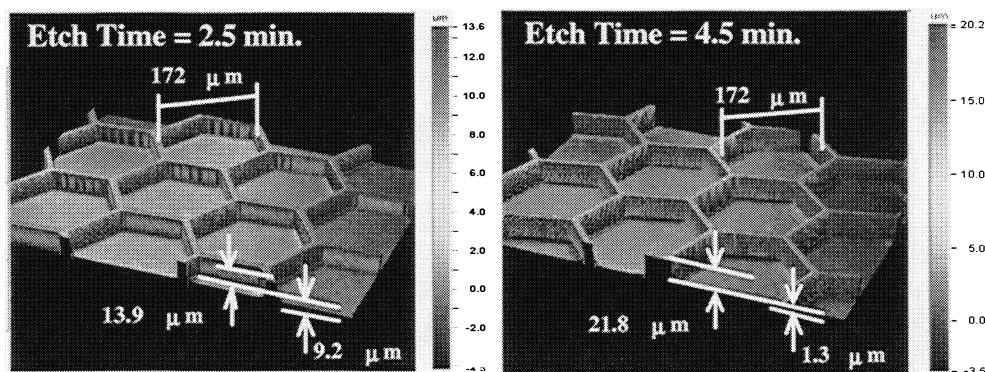 Etch Time = 2.5 min.
172 μm
13.9 μm
9.2 μm
μm
13.6
12.0
10.0
8.0
6.0
4.0
2.0
0.0
-2.0
Etch Time = 4.5 min.
172 μm
21.8 μm
1.3 μm
um
20.2
15.0
10.0
5.0
0.0